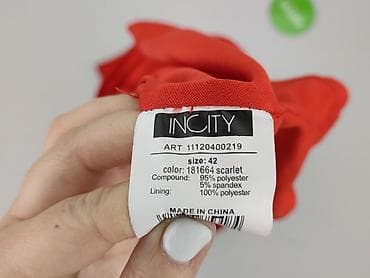 INCITY
ART 11120400219
size: 42
color: 181664 scarlet
Compound: 95% polyester
5% spandex
Lining: 100% polyester
MADE IN CHINA